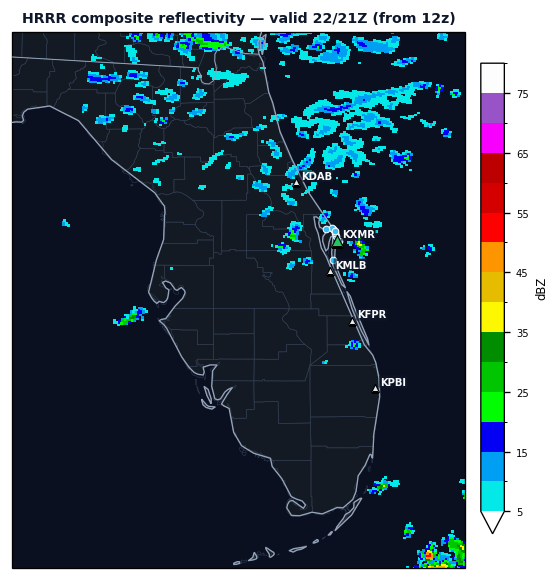 HRRR composite reflectivity — valid 22/21Z (from 12z)
KDAB
KXMR
KMLB
KFPR
KPBI
75
65
55
45
35
25
15
5
dBZ